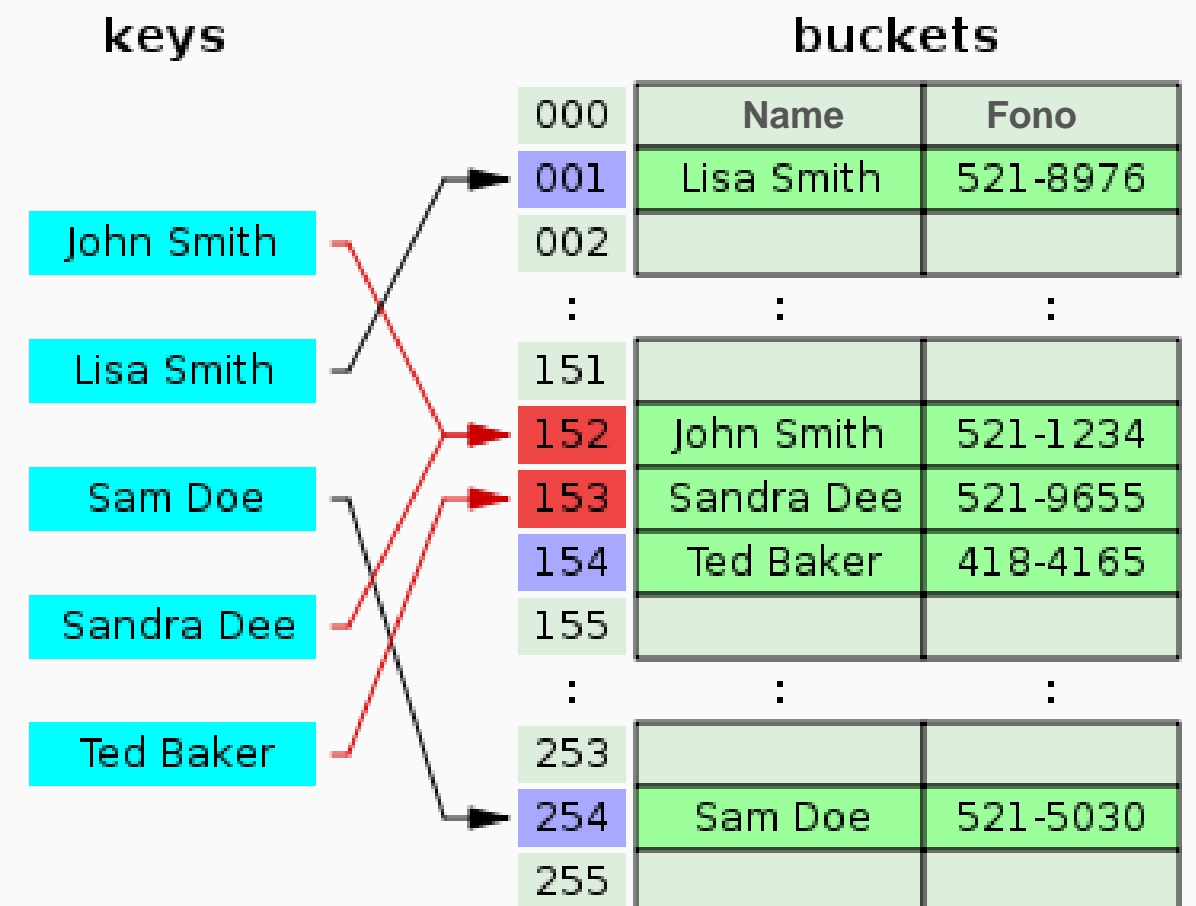 keys buckets
000 Name Fono
001 Lisa Smith 521-8976
John Smith 002
: : :
Lisa Smith 151
152 John Smith 521-1234
Sam Doe 153 Sandra Dee 521-9655
154 Ted Baker 418-4165
Sandra Dee 155
: : :
Ted Baker 253
254 Sam Doe 521-5030
255